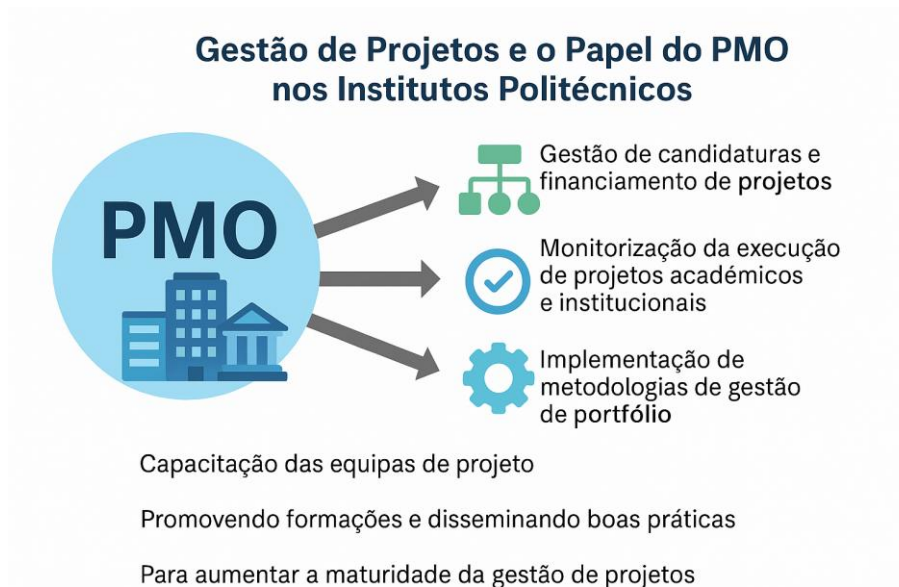 Gestão de Projetos e o Papel do PMO
nos Institutos Politécnicos
PMO
Gestão de candidaturas e
financiamento de projetos
Monitorização da execução
de projetos académicos
e institucionais
Implementação de
metodologias de gestão
de portfólio
Capacitação das equipas de projeto
Promovendo formações e disseminando boas práticas
Para aumentar a maturidade da gestão de projetos